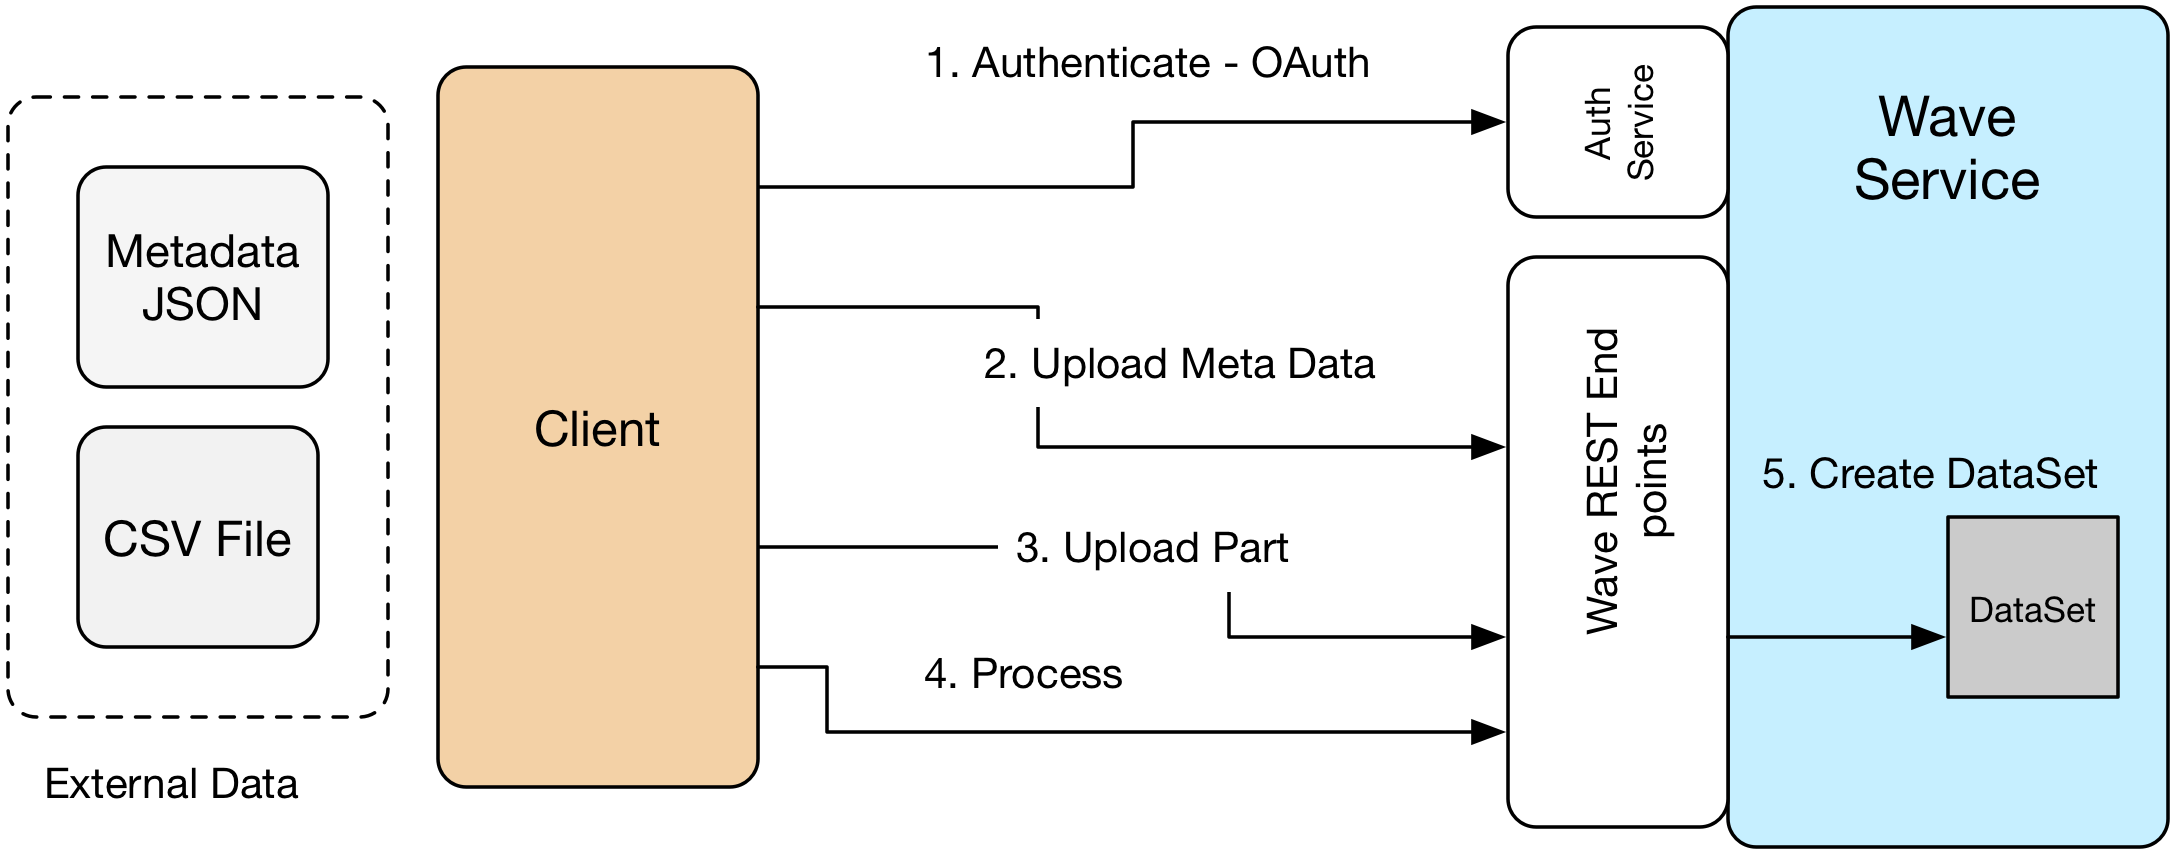 1. Authenticate - OAuth
Auth
Service
Wave
Service
Metadata
JSON
2. Upload Meta Data
Wave REST End
points
Client
5. Create DataSet
CSV File
3. Upload Part
DataSet
4. Process
External Data